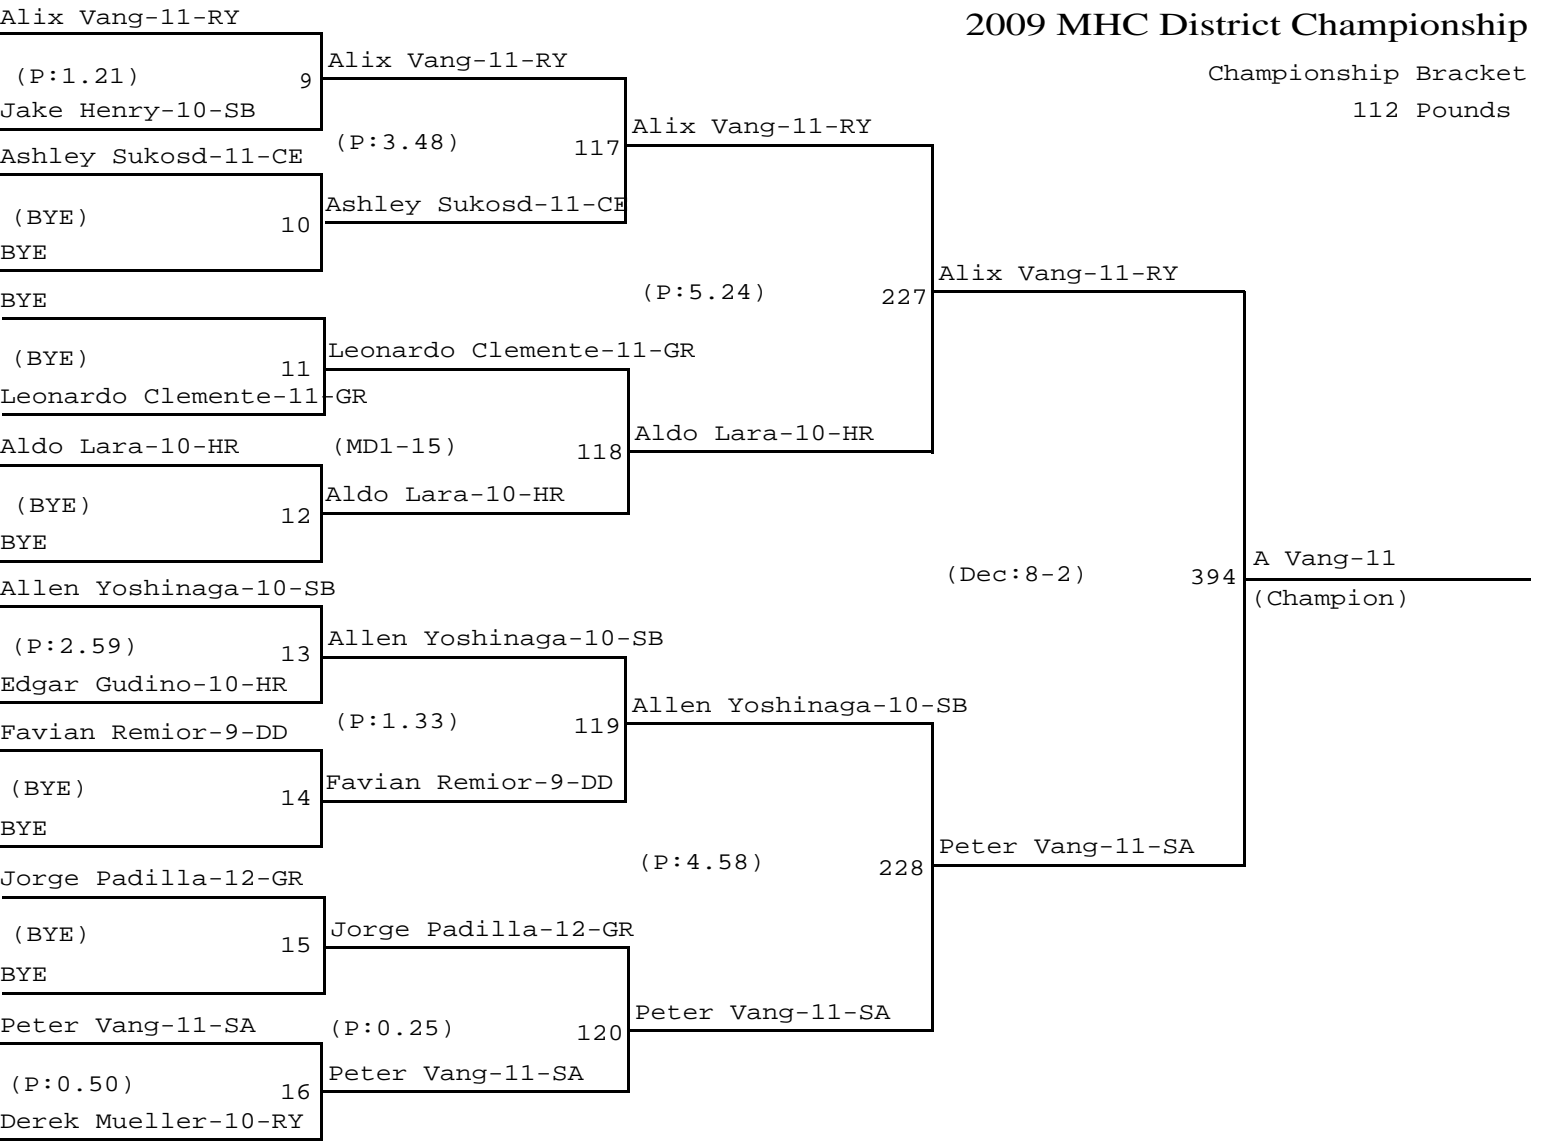 2009 MHC District Championship
Championship Bracket
112 Pounds
Alix Vang-11-RY
(P:1.21)
9
Jake Henry-10-SB
Ashley Sukosd-11-CE
(BYE)
10
BYE
BYE
(BYE)
11
Leonardo Clemente-11-GR
Aldo Lara-10-HR
(BYE)
12
BYE
Allen Yoshinaga-10-SB
(P:2.59)
13
Edgar Gudino-10-HR
Favian Remior-9-DD
(BYE)
14
BYE
Jorge Padilla-12-GR
(BYE)
15
BYE
Peter Vang-11-SA
(P:0.50)
16
Derek Mueller-10-RY
Alix Vang-11-RY
(P:3.48)
117
Ashley Sukosd-11-CE
Leonardo Clemente-11-GR
(MD1-15)
118
Aldo Lara-10-HR
Allen Yoshinaga-10-SB
(P:1.33)
119
Favian Remior-9-DD
Jorge Padilla-12-GR
(P:0.25)
120
Peter Vang-11-SA
Alix Vang-11-RY
(P:5.24)
227
Aldo Lara-10-HR
Allen Yoshinaga-10-SB
(P:4.58)
228
Peter Vang-11-SA
Alix Vang-11-RY
(Dec:8-2)
394
Peter Vang-11-SA
A Vang-11
(Champion)